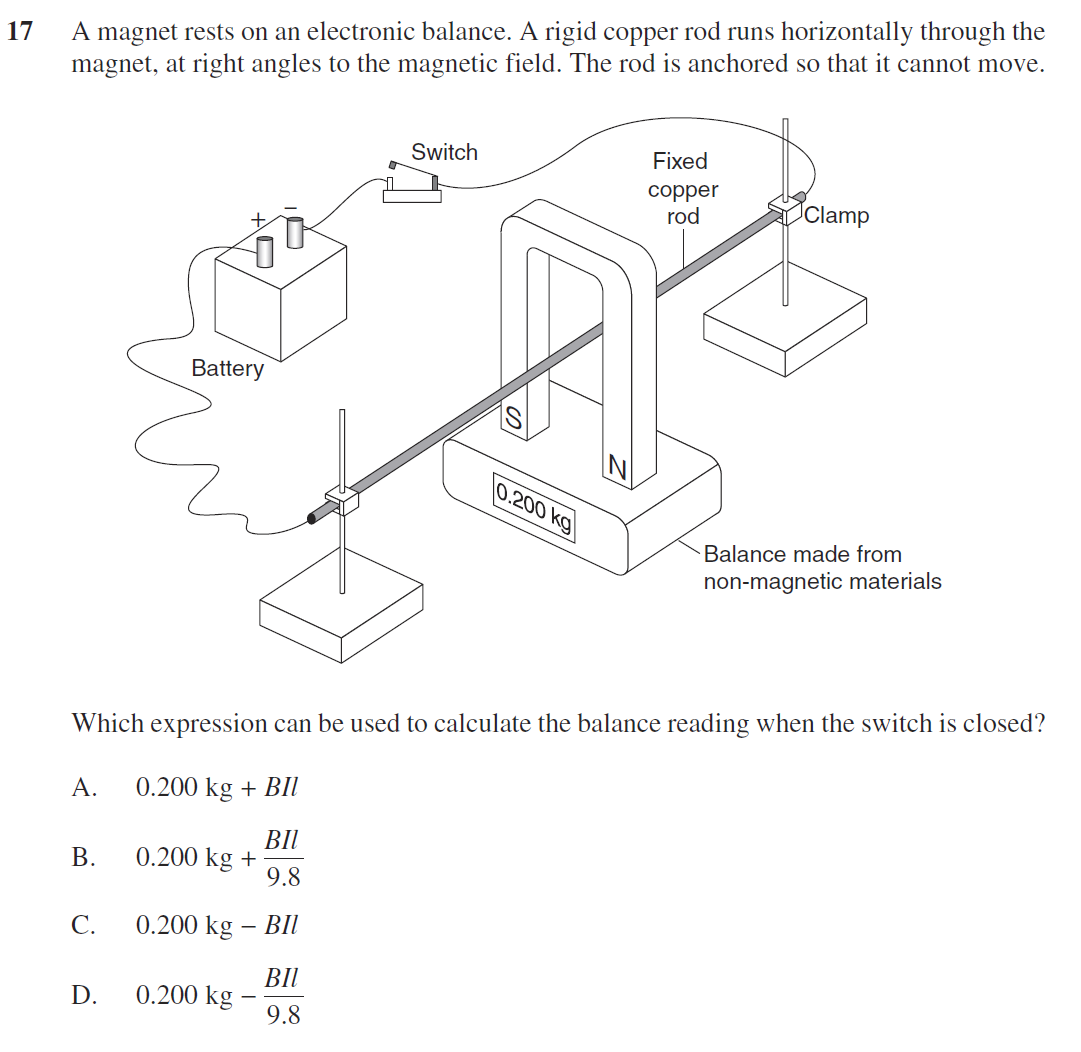 17 A magnet rests on an electronic balance. A rigid copper rod runs horizontally through the
magnet, at right angles to the magnetic field. The rod is anchored so that it cannot move.
Switch
Fixed
copper
rod
Clamp
+ –
Battery
S
N
0.200 kg
Balance made from
non-magnetic materials
Which expression can be used to calculate the balance reading when the switch is closed?
A. 0.200 kg + BIl
B. 0.200 kg + BIl
9.8
C. 0.200 kg – BIl
D. 0.200 kg – BIl
9.8